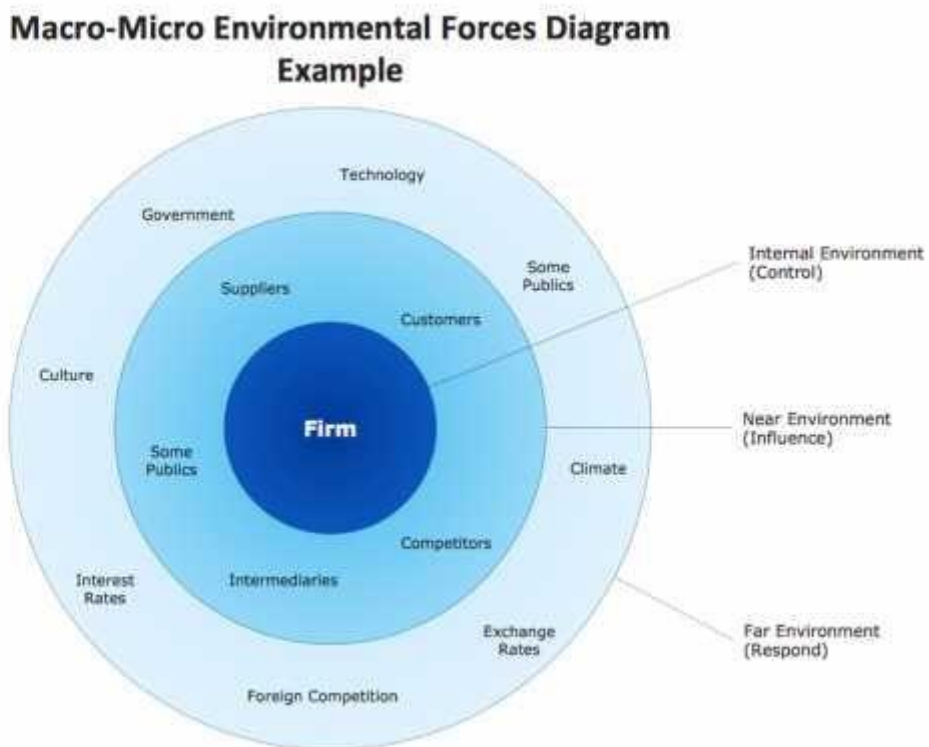 Macro-Micro Environmental Forces Diagram
Example
Technology
Government
Some
Publics
Suppliers
Customers
Culture
Firm
Some
Publics
Climate
Competitors
Intermediaries
Interest
Rates
Exchange
Rates
Foreign Competition
Internal Environment
(Control)
Near Environment
(Influence)
Far Environment
(Respond)